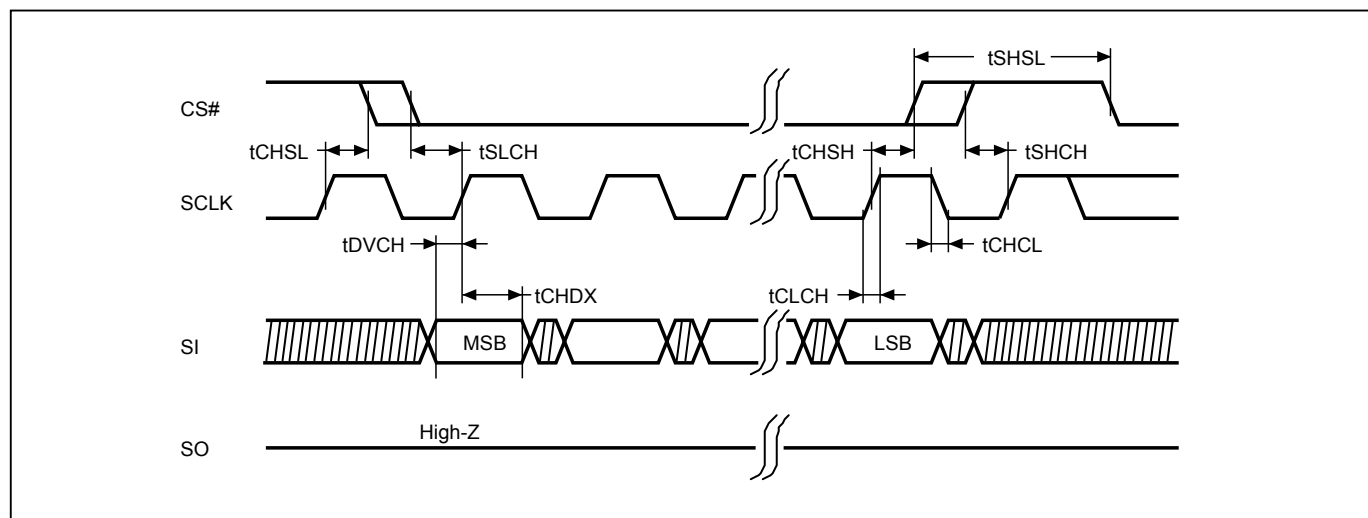 tSHSL
CS#
tCHSL
tSLCH
tCHSH
tSHCH
SCLK
tDVCH
tCHCL
tCHDX
tCLCH
SI
MSB
LSB
High-Z
SO